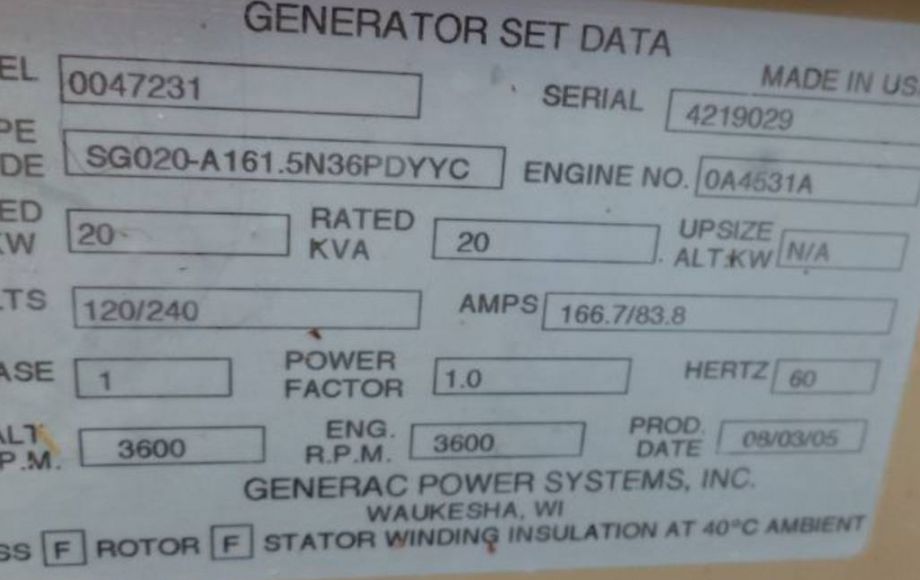 GENERATOR SET DATA
MADE IN US
EL 0047231 SERIAL 4219029
PE
DE SG020-A161.5N36PDYYC ENGINE NO. 0A4531A
ED
KW 20 RATED
KVA 20 UPSIZE
ALT.KW N/A
LTS 120/240 AMPS 166.7/83.8
ASE 1 POWER
FACTOR 1.0 HERTZ 60
ALT.
P.M. 3600 ENG.
R.P.M. 3600 PROD.
DATE 08/03/05
GENERAC POWER SYSTEMS, INC.
WAUKESHA, WI
SS F ROTOR F STATOR WINDING INSULATION AT 40°C AMBIENT